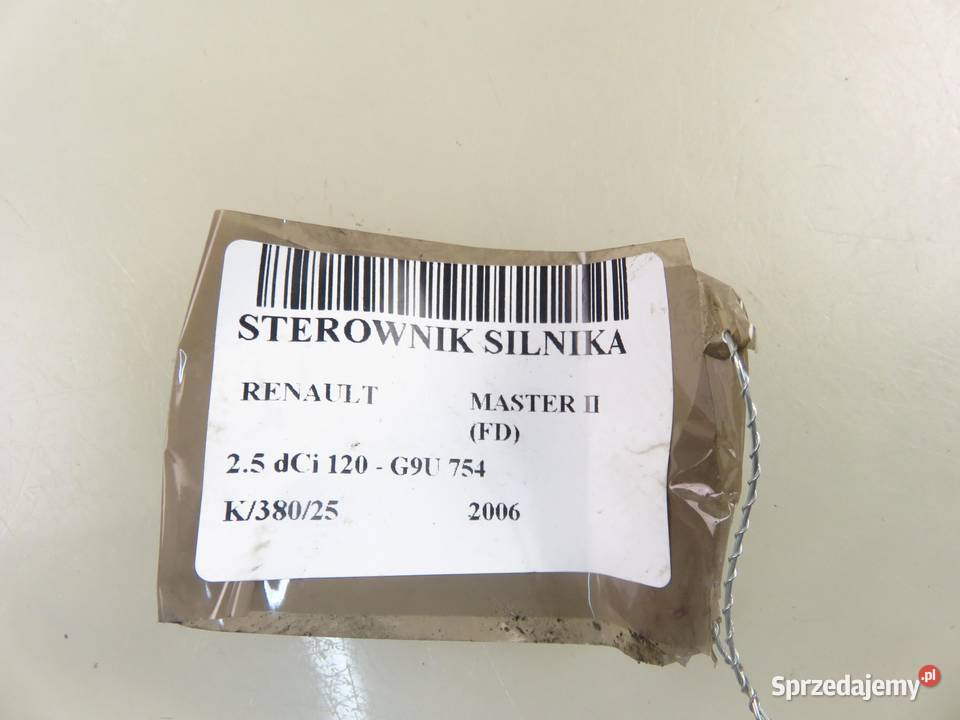 STEROWNIK SILNIKA
RENAULT MASTER II
(FD)
2.5 dCi 120 - G9U 754
K/380/25 2006
Sprzedajemy.pl